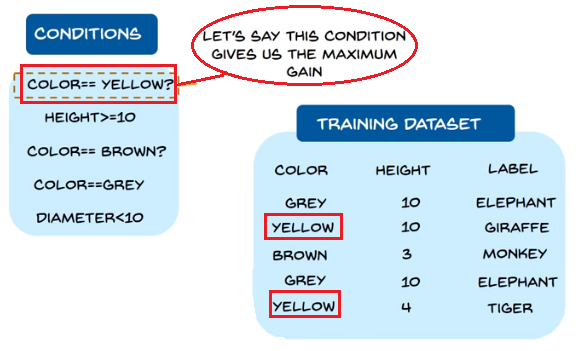 CONDITIONS
COLOR== YELLOW?
HEIGHT>=10
COLOR== BROWN?
COLOR==GREY
DIAMETER<10
LET'S SAY THIS CONDITION
GIVES US THE MAXIMUM
GAIN
TRAINING DATASET
COLOR HEIGHT LABEL
GREY 10 ELEPHANT
YELLOW 10 GIRAFFE
BROWN 3 MONKEY
GREY 10 ELEPHANT
YELLOW 4 TIGER